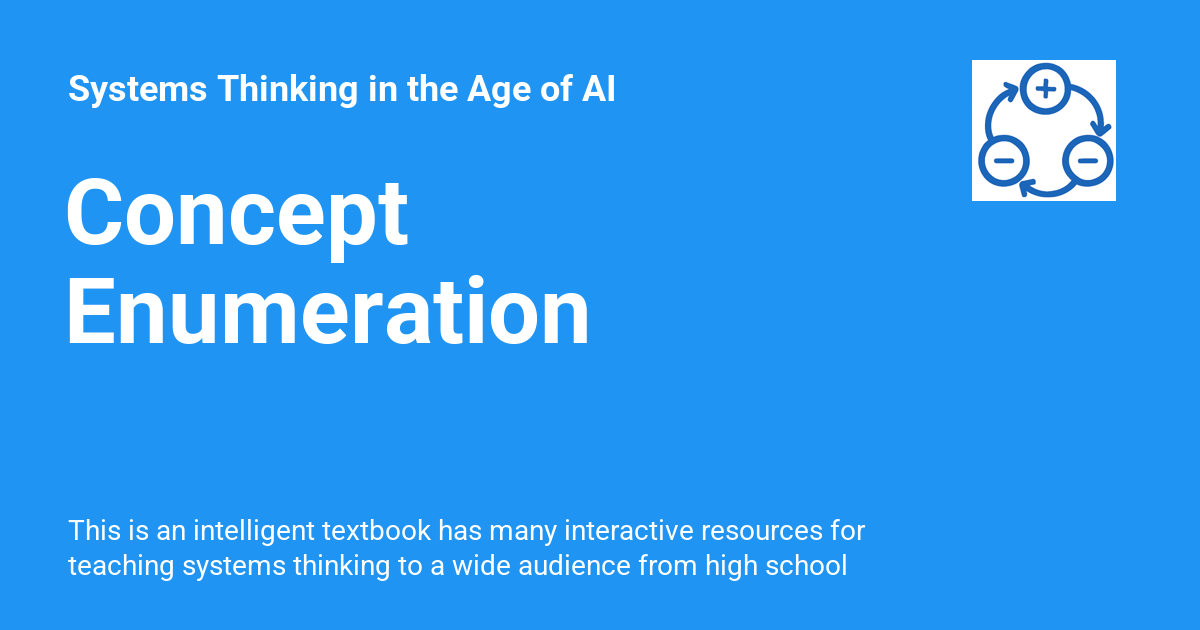 Systems Thinking in the Age of AI
Concept
Enumeration
This is an intelligent textbook has many interactive resources for
teaching systems thinking to a wide audience from high school